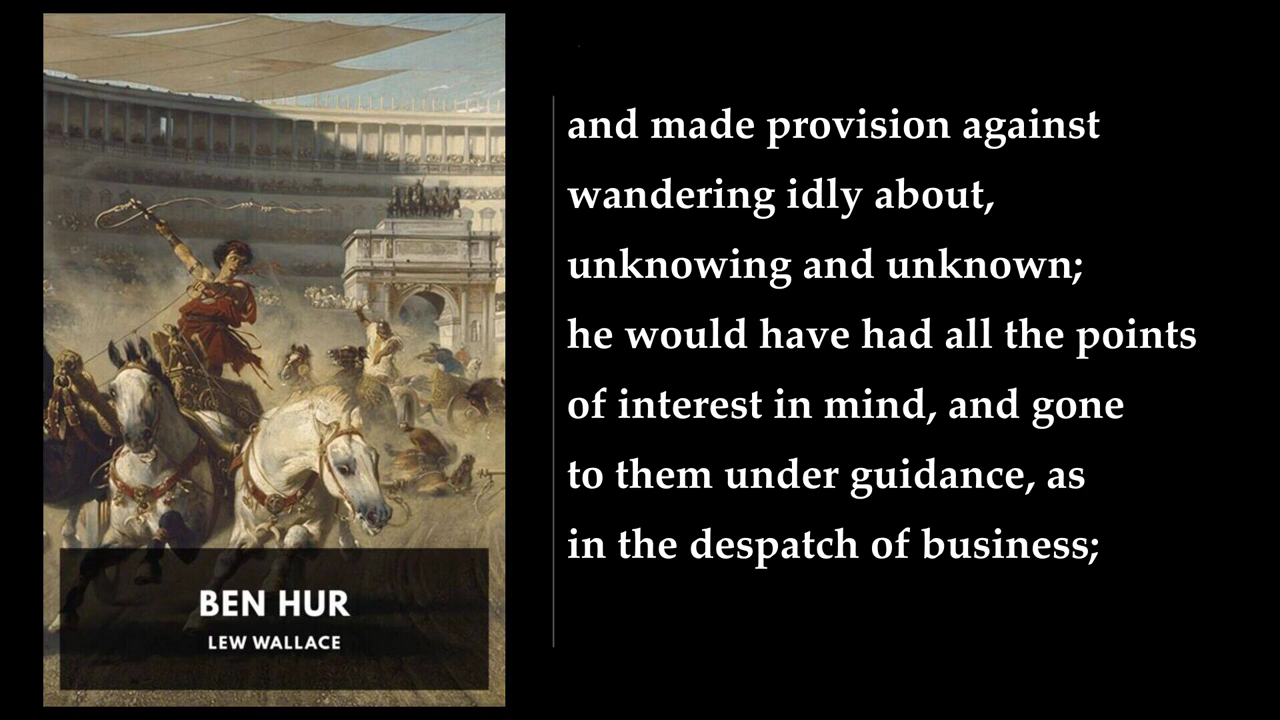 BEN HUR
LEW WALLACE
and made provision against
wandering idly about,
unknowing and unknown;
he would have had all the points
of interest in mind, and gone
to them under guidance, as
in the despatch of business;